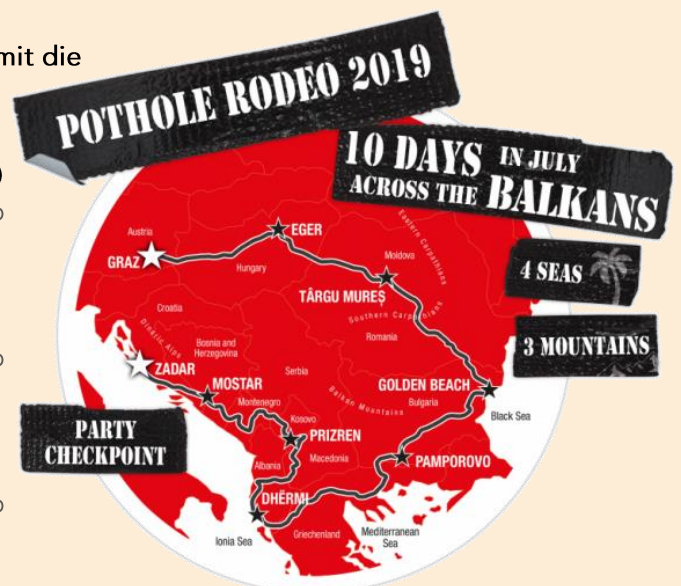 mit die
POTHOLE RODEO 2019
10 DAYS IN JULY
ACROSS THE BALKANS
4 SEAS
3 MOUNTAINS
Austria
GRAZ
EGER
Hungary
Eastern Carpathians
Moldova
TÂRGU MUREȘ
Southern Carpathians
Romania
Croatia
Dinaric Alps
Bosnia and
Herzegovina
Serbia
ZADAR
MOSTAR
Montenegro
Kosovo
Balkan Mountains
GOLDEN BEACH
Bulgaria
Black Sea
PRIZREN
PAMPOROVO
Albania
Macedonia
DHËRMI
Ionia Sea
Griechenland
Mediterranean
Sea
PARTY
CHECKPOINT